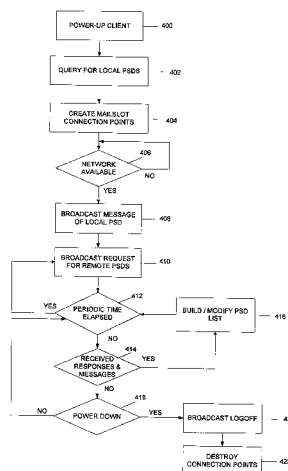 POWER-UP CLIENT
400
QUERY FOR LOCAL PSDS
402
CREATE MAILSLOT
CONNECTION POINTS
404
406
NETWORK
AVAILABLE
NO
YES
BROADCAST MESSAGE
OF LOCAL PSD
408
BROADCAST REQUEST
FOR REMOTE PSDS
410
412
PERIODIC TIME
ELAPSED
YES
BUILD / MODIFY PSD
LIST
416
NO
414
RECEIVED
RESPONSES &
MESSAGES
YES
NO
418
NO
POWER DOWN
YES
BROADCAST LOGOFF
DESTROY
CONNECTION POINTS